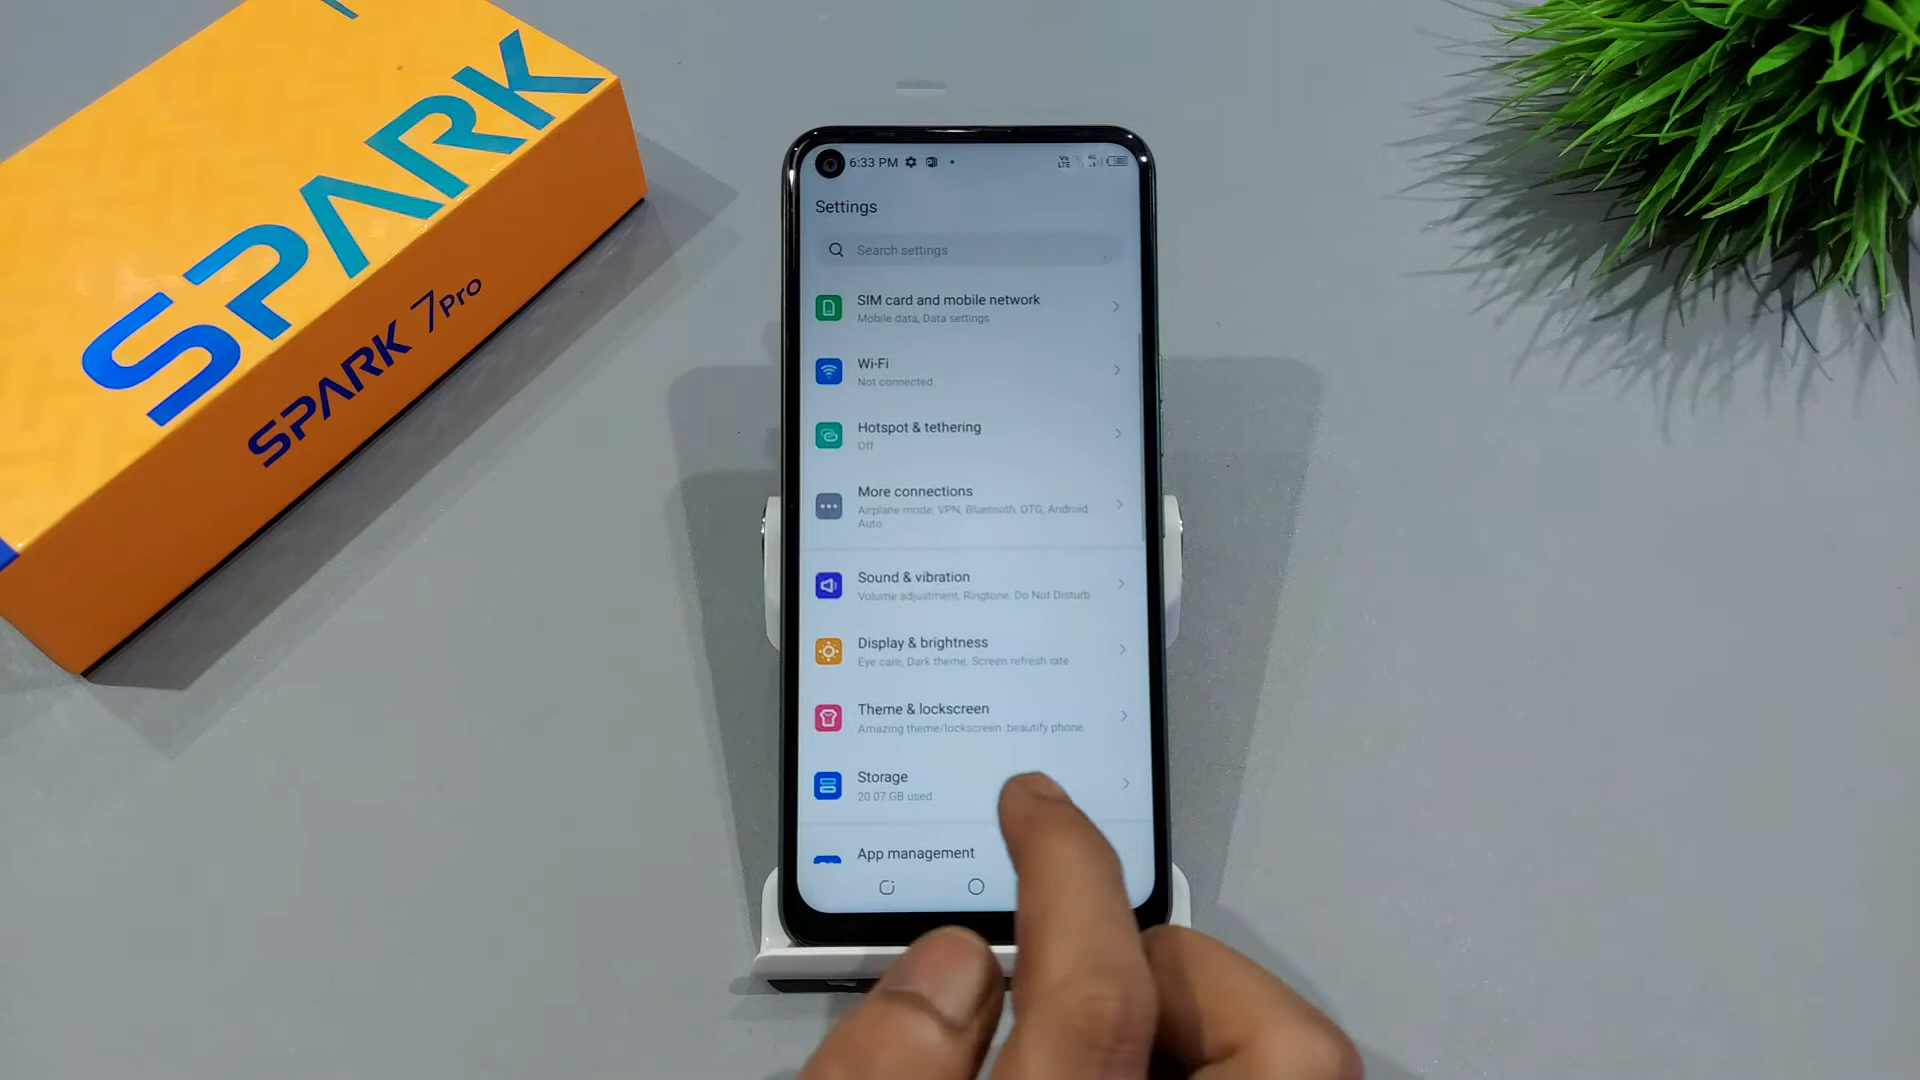 SPARK
SPARK 7Pro
6:33 PM
Vo
LTE
4G
Settings
Search settings
SIM card and mobile network
Mobile data, Data settings
Wi-Fi
Not connected
Hotspot & tethering
Off
More connections
Airplane mode, VPN, Bluetooth, OTG, Android
Auto
Sound & vibration
Volume adjustment, Ringtone, Do Not Disturb
Display & brightness
Eye care, Dark theme, Screen refresh rate
Theme & lockscreen
Amazing theme/lockscreen ,beautify phone
Storage
20.07 GB used
App management